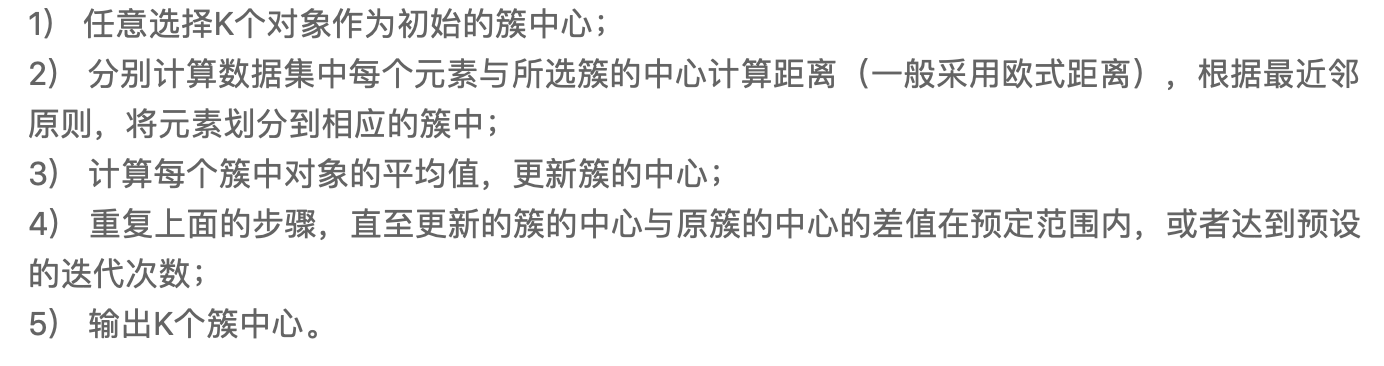 1） 任意选择K个对象作为初始的簇中心；
2） 分别计算数据集中每个元素与所选簇的中心计算距离（一般采用欧式距离），根据最近邻
原则，将元素划分到相应的簇中；
3） 计算每个簇中对象的平均值，更新簇的中心；
4） 重复上面的步骤，直至更新的簇的中心与原簇的中心的差值在预定范围内，或者达到预设
的迭代次数；
5） 输出K个簇中心。